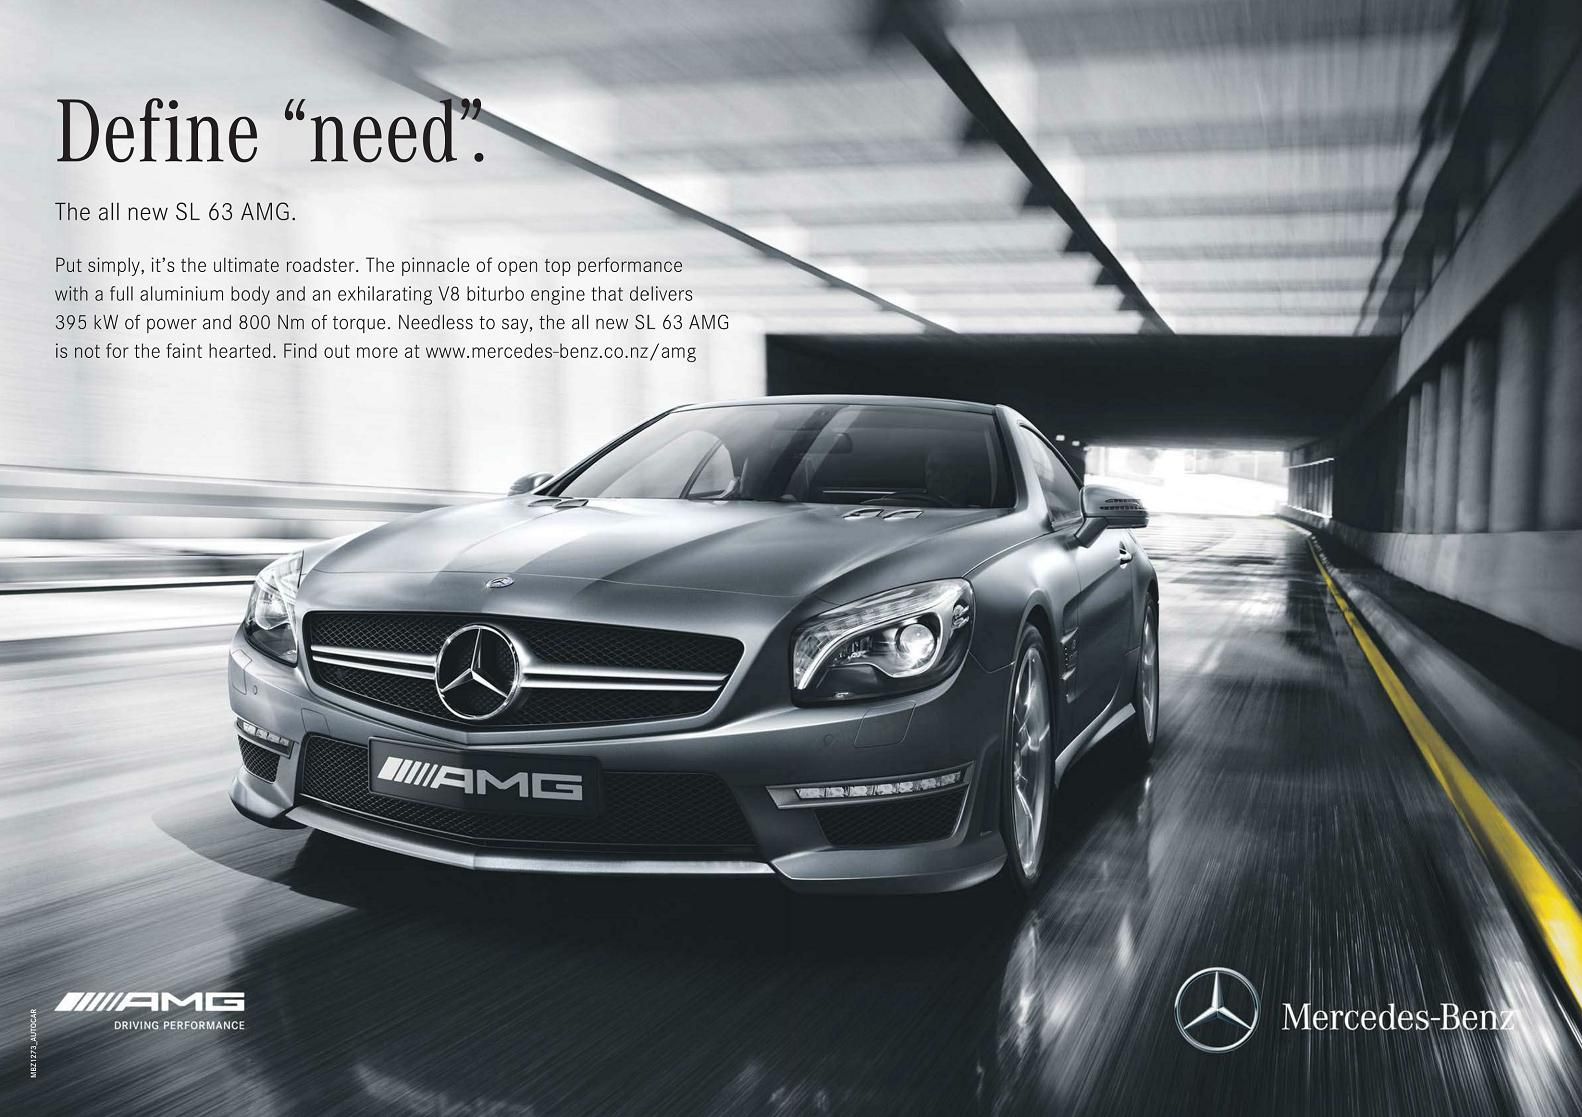 Define “need”.
The all new SL 63 AMG.
Put simply, it’s the ultimate roadster. The pinnacle of open top performance
with a full aluminium body and an exhilarating V8 biturbo engine that delivers
395 kW of power and 800 Nm of torque. Needless to say, the all new SL 63 AMG
is not for the faint hearted. Find out more at www.mercedes-benz.co.nz/amg
AMG
AMG
DRIVING PERFORMANCE
Mercedes-Benz
MBZ1273_AUTOCAR